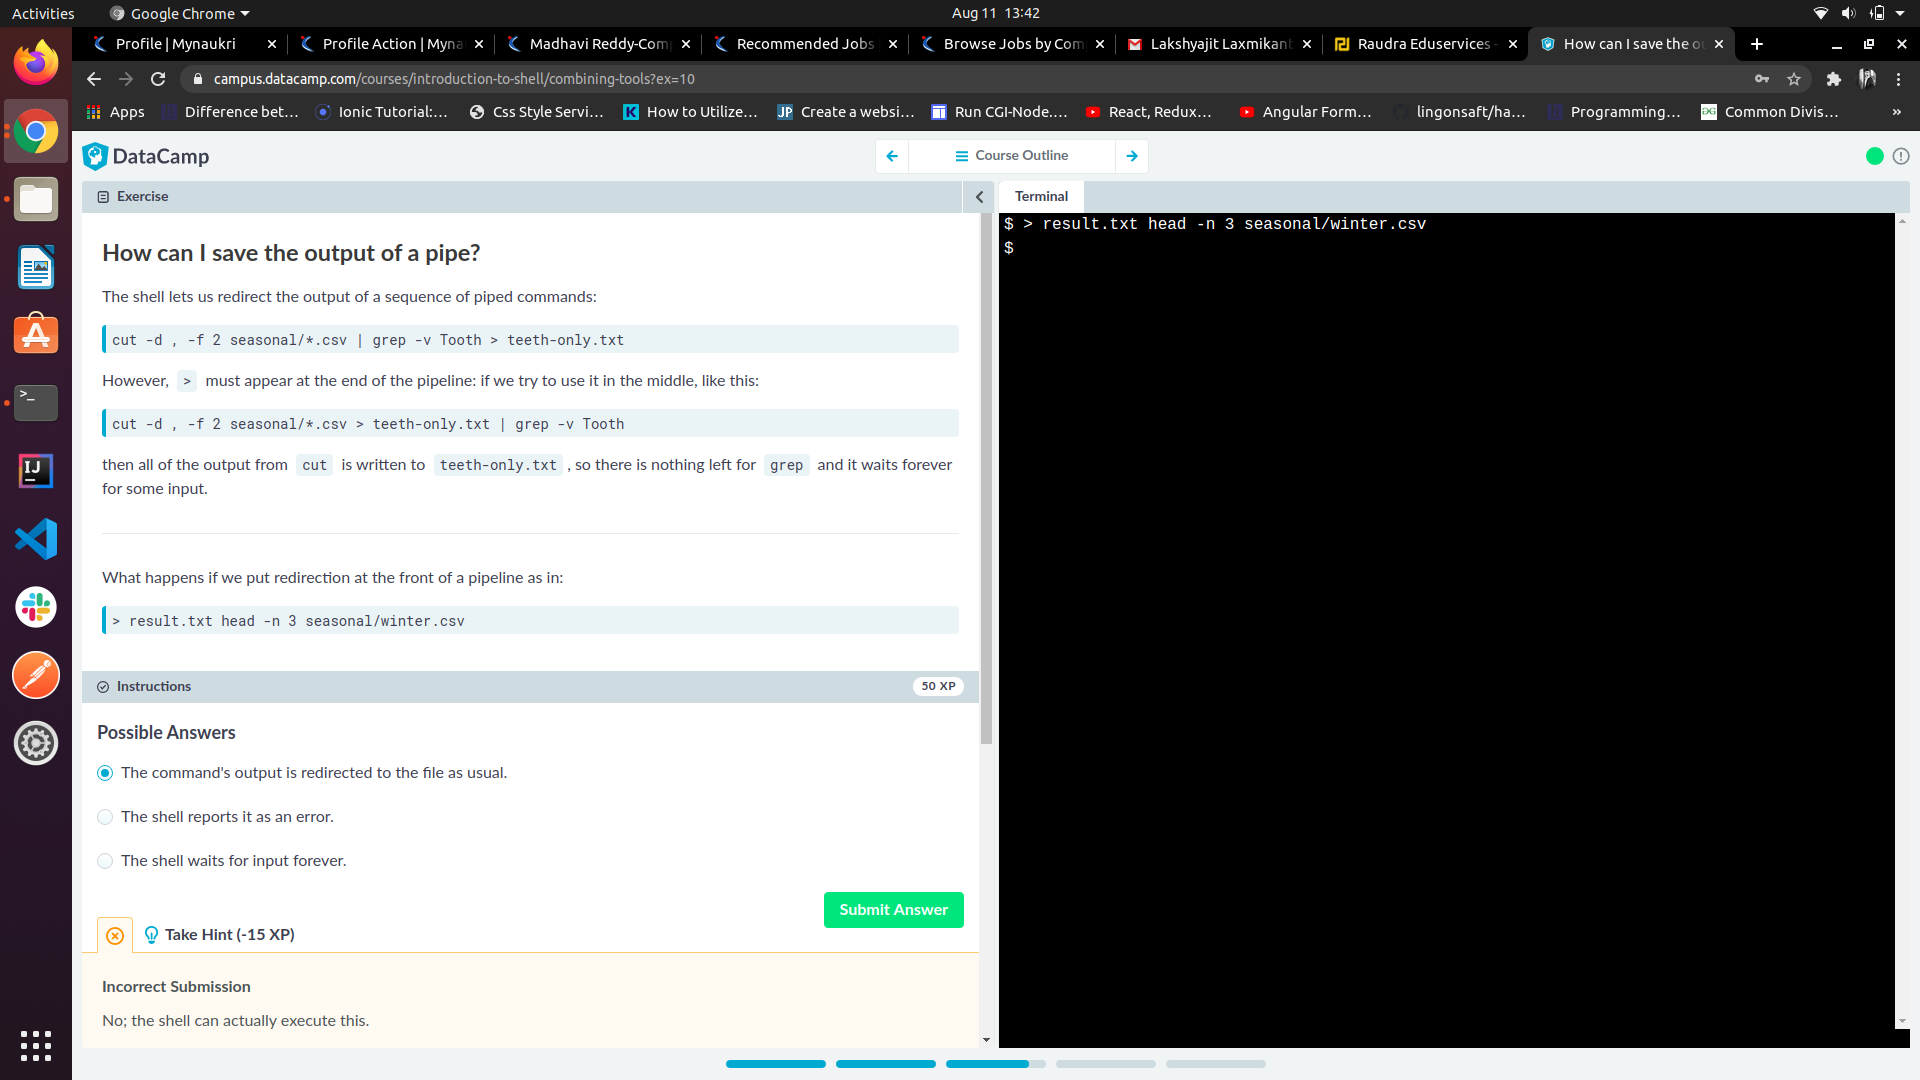 Activities
Google Chrome
Aug 11 13:42
Profile | Mynaukri
Profile Action | Myna
Madhavi Reddy-Com
Recommended Jobs
Browse Jobs by Com
Lakshyajit Laxmikant
Raudra Eduservices -
How can I save the ou
campus.datacamp.com/courses/introduction-to-shell/combining-tools?ex=10
Apps
Difference bet...
Ionic Tutorial:...
Css Style Servi...
How to Utilize...
Create a websi...
Run CGI-Node....
React, Redux...
Angular Form...
lingonsaft/ha...
Programming...
Common Divis...
»
DataCamp
Course Outline
Exercise
Terminal
$ > result.txt head -n 3 seasonal/winter.csv
$
How can I save the output of a pipe?
The shell lets us redirect the output of a sequence of piped commands:
cut -d , -f 2 seasonal/*.csv | grep -v Tooth > teeth-only.txt
However, > must appear at the end of the pipeline: if we try to use it in the middle, like this:
cut -d , -f 2 seasonal/*.csv > teeth-only.txt | grep -v Tooth
then all of the output from cut is written to teeth-only.txt , so there is nothing left for grep and it waits forever
for some input.
What happens if we put redirection at the front of a pipeline as in:
> result.txt head -n 3 seasonal/winter.csv
Instructions
50 XP
Possible Answers
The command's output is redirected to the file as usual.
The shell reports it as an error.
The shell waits for input forever.
Submit Answer
Take Hint (-15 XP)
Incorrect Submission
No; the shell can actually execute this.